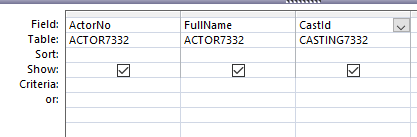 Field: ActorNo FullName CastId
Table: ACTOR7332 ACTOR7332 CASTING7332
Sort:
Show:
Criteria:
or: